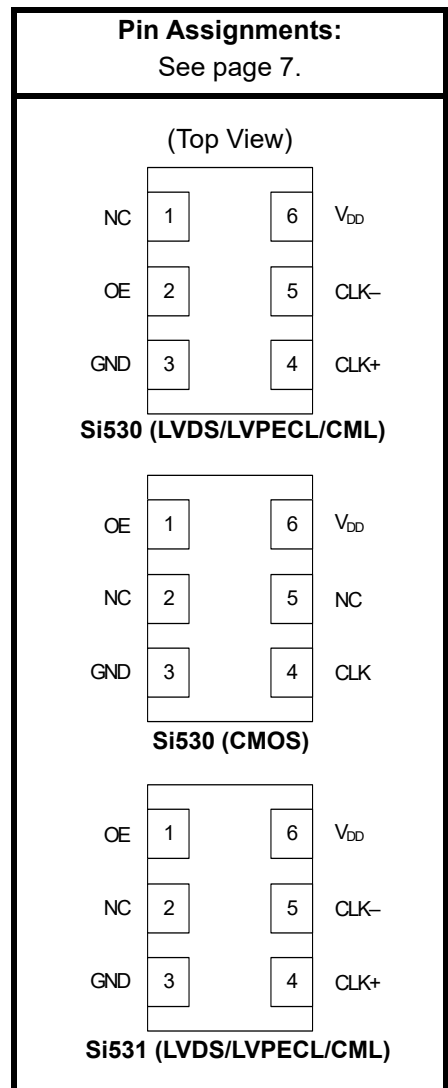 Pin Assignments:
See page 7.
(Top View)
NC 1 6 VDD
OE 2 5 CLK–
GND 3 4 CLK+
Si530 (LVDS/LVPECL/CML)
OE 1 6 VDD
NC 2 5 NC
GND 3 4 CLK
Si530 (CMOS)
OE 1 6 VDD
NC 2 5 CLK–
GND 3 4 CLK+
Si531 (LVDS/LVPECL/CML)